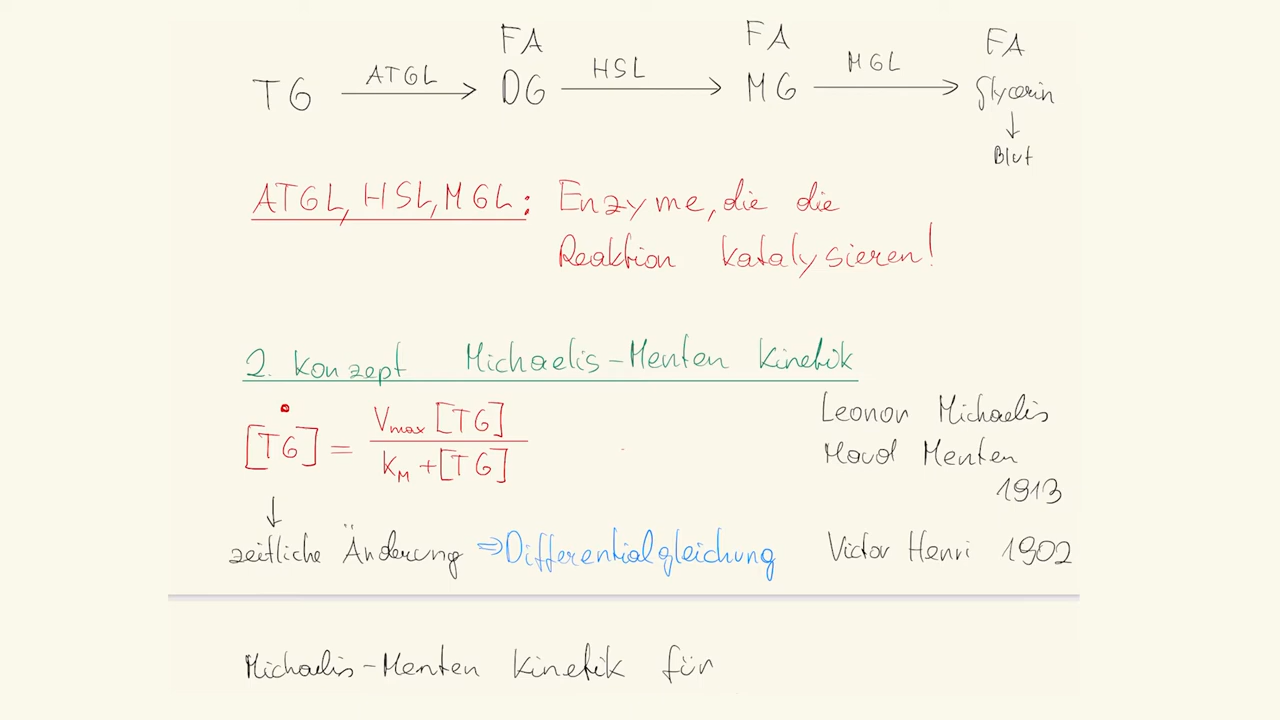 FA FA FA
TG ATGL → DG HSL → MG MGL → Glycerin
↓
Blut
ATGL, HSL, MGL: Enzyme, die die
Reaktion katalysieren!
2. Konzept Michaelis-Menten Kinetik
[TG]˙ = Vmax [TG] / (KM + [TG])
Leonor Michaelis
Maud Menten
1913
↓
zeitliche Änderung ⇒ Differentialgleichung
Victor Henri 1902
Michaelis-Menten Kinetik für